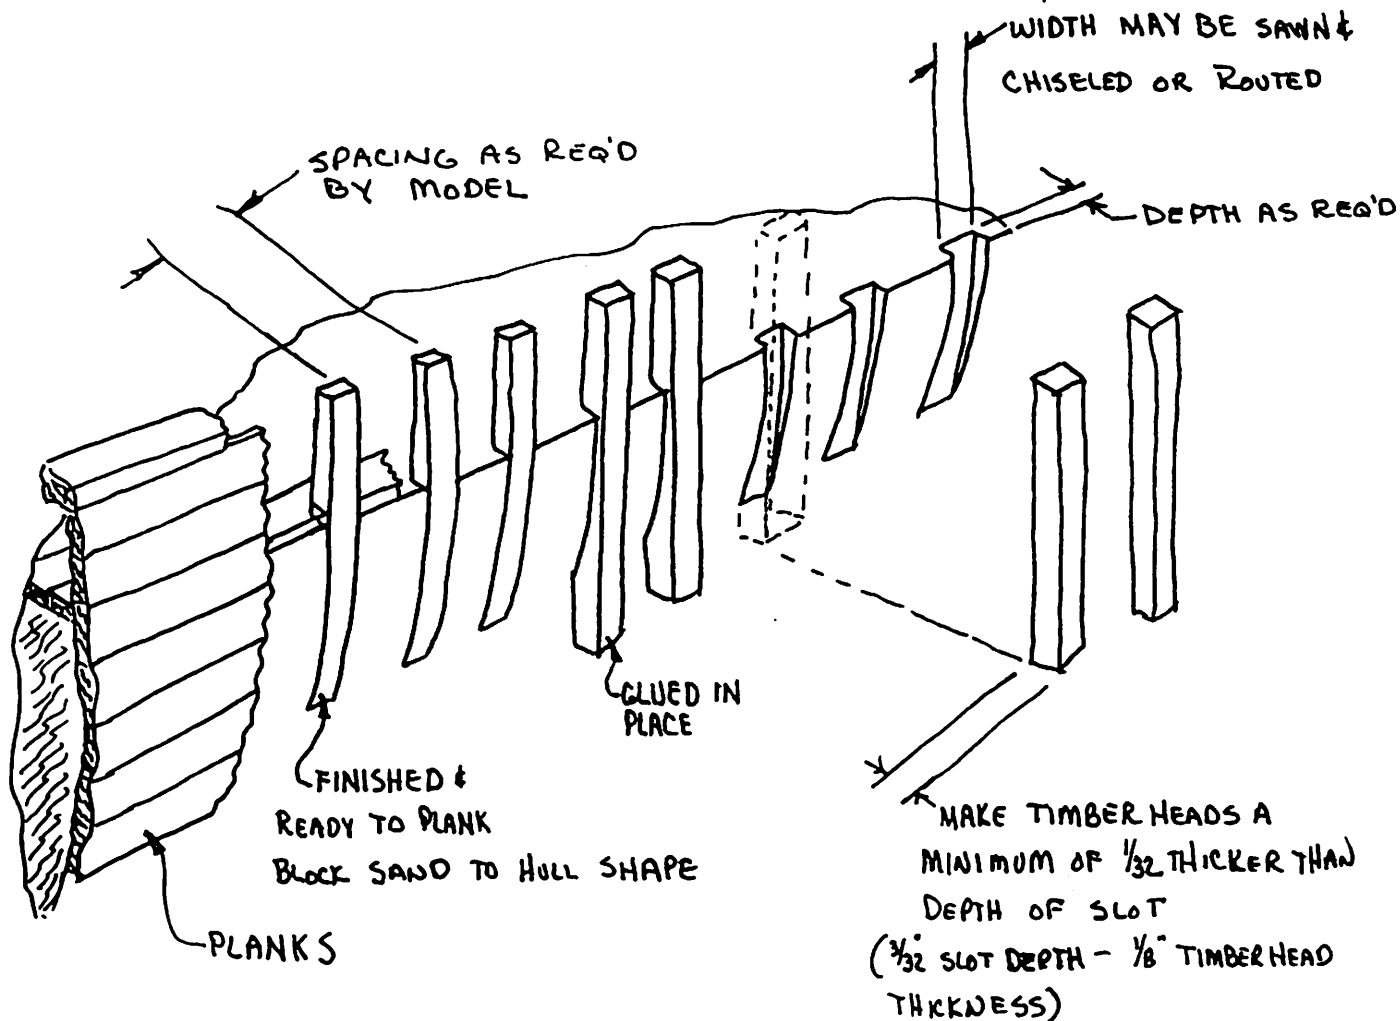 WIDTH MAY BE SAWN &
CHISELED OR ROUTED
SPACING AS REQ'D
BY MODEL
DEPTH AS REQ'D
GLUED IN
PLACE
FINISHED &
READY TO PLANK
BLOCK SAND TO HULL SHAPE
PLANKS
MAKE TIMBER HEADS A
MINIMUM OF 1/32 THICKER THAN
DEPTH OF SLOT
(3/32" SLOT DEPTH - 1/8" TIMBERHEAD
THICKNESS)